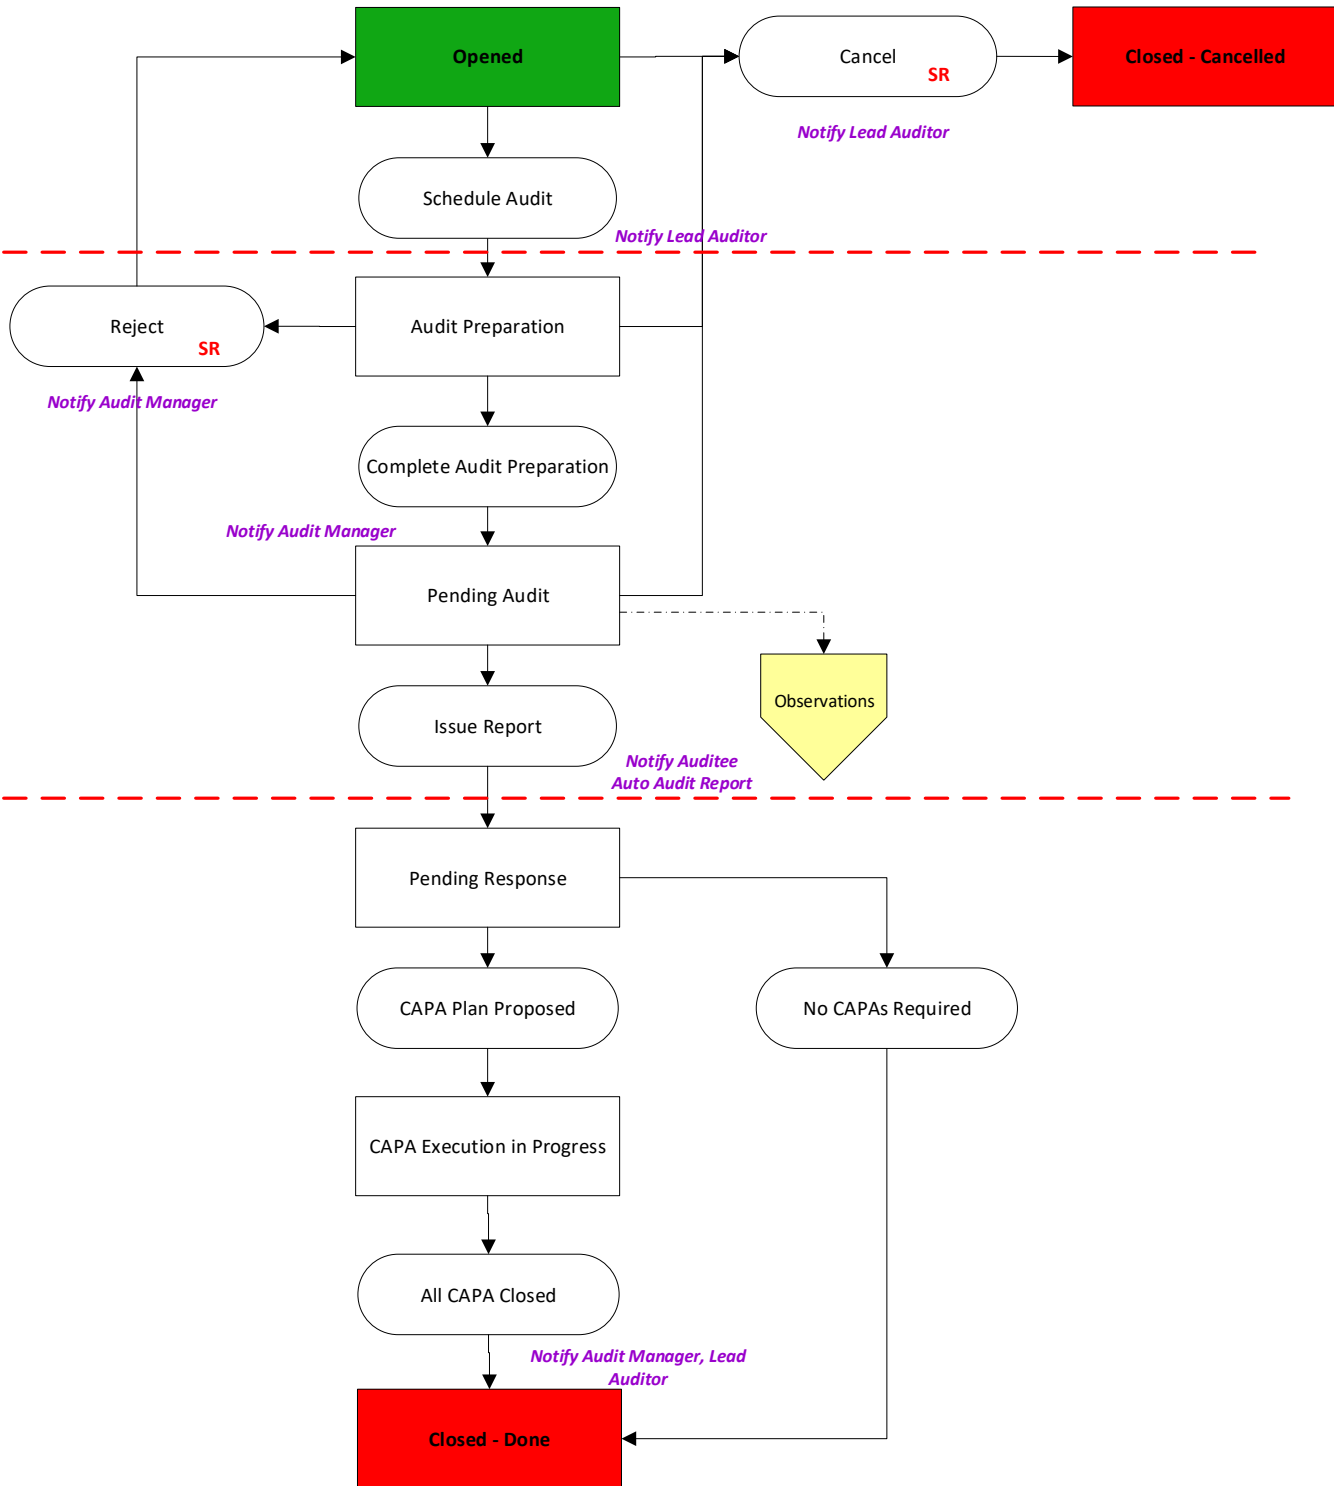 Opened
Cancel
SR
Closed - Cancelled
Notify Lead Auditor
Schedule Audit
Notify Lead Auditor
Reject
SR
Audit Preparation
Notify Audit Manager
Complete Audit Preparation
Notify Audit Manager
Pending Audit
Observations
Issue Report
Notify Auditee
Auto Audit Report
Pending Response
CAPA Plan Proposed
No CAPAs Required
CAPA Execution in Progress
All CAPA Closed
Notify Audit Manager, Lead
Auditor
Closed - Done